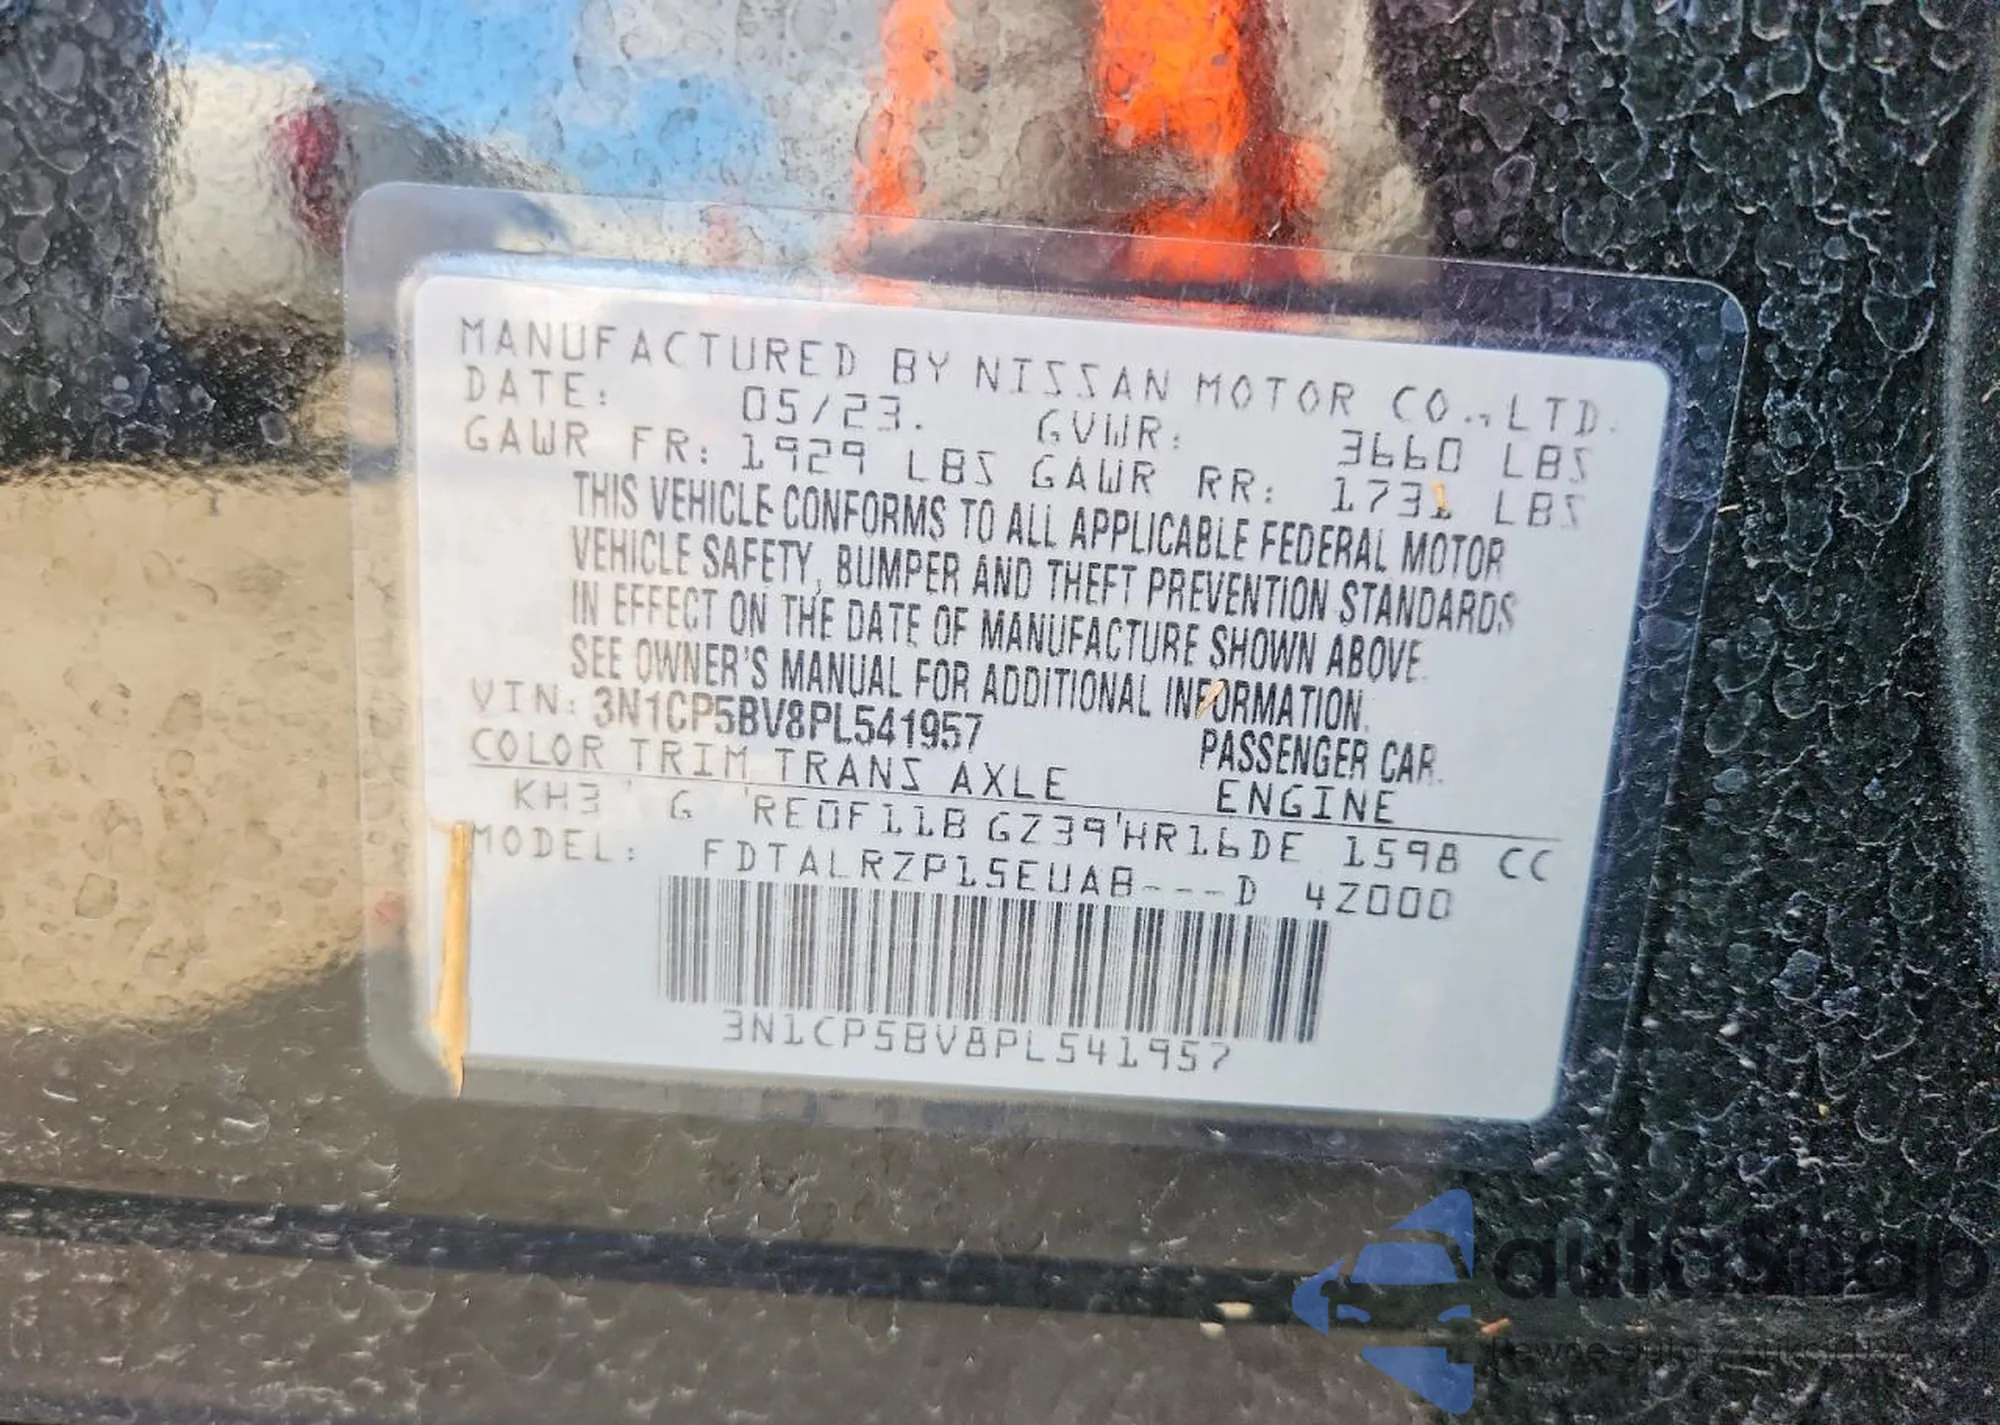 MANUFACTURED BY NISSAN MOTOR CO.,LTD.
DATE: 05/23. GVWR: 3660 LBS
GAWR FR: 1929 LBS GAWR RR: 1731 LBS
THIS VEHICLE CONFORMS TO ALL APPLICABLE FEDERAL MOTOR
VEHICLE SAFETY, BUMPER AND THEFT PREVENTION STANDARDS
IN EFFECT ON THE DATE OF MANUFACTURE SHOWN ABOVE.
SEE OWNER'S MANUAL FOR ADDITIONAL INFORMATION.
VIN: 3N1CP5BV8PL541957 PASSENGER CAR.
COLOR TRIM TRANS AXLE ENGINE
KH3 ' G 'RE0F11B GZ39'HR16DE 1598 CC
MODEL: FDTALRZP15EUAB---D 4Z000
3N1CP5BV8PL541957
autosnap